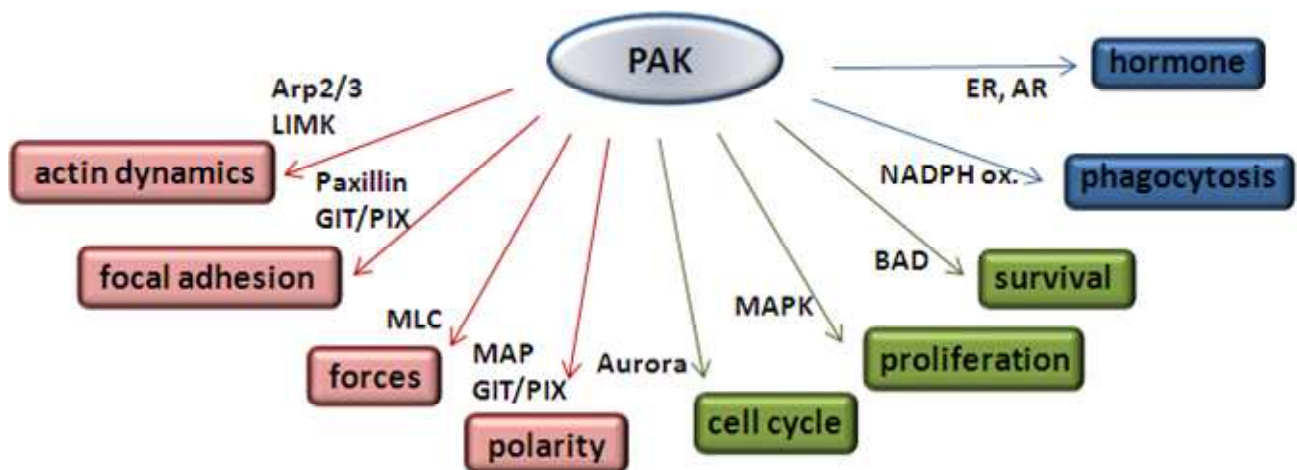 PAK
hormone
ER, AR
Arp2/3
LIMK
actin dynamics
Paxillin
GIT/PIX
NADPH ox.
phagocytosis
focal adhesion
BAD
survival
MLC
MAPK
forces
MAP
GIT/PIX
Aurora
proliferation
polarity
cell cycle